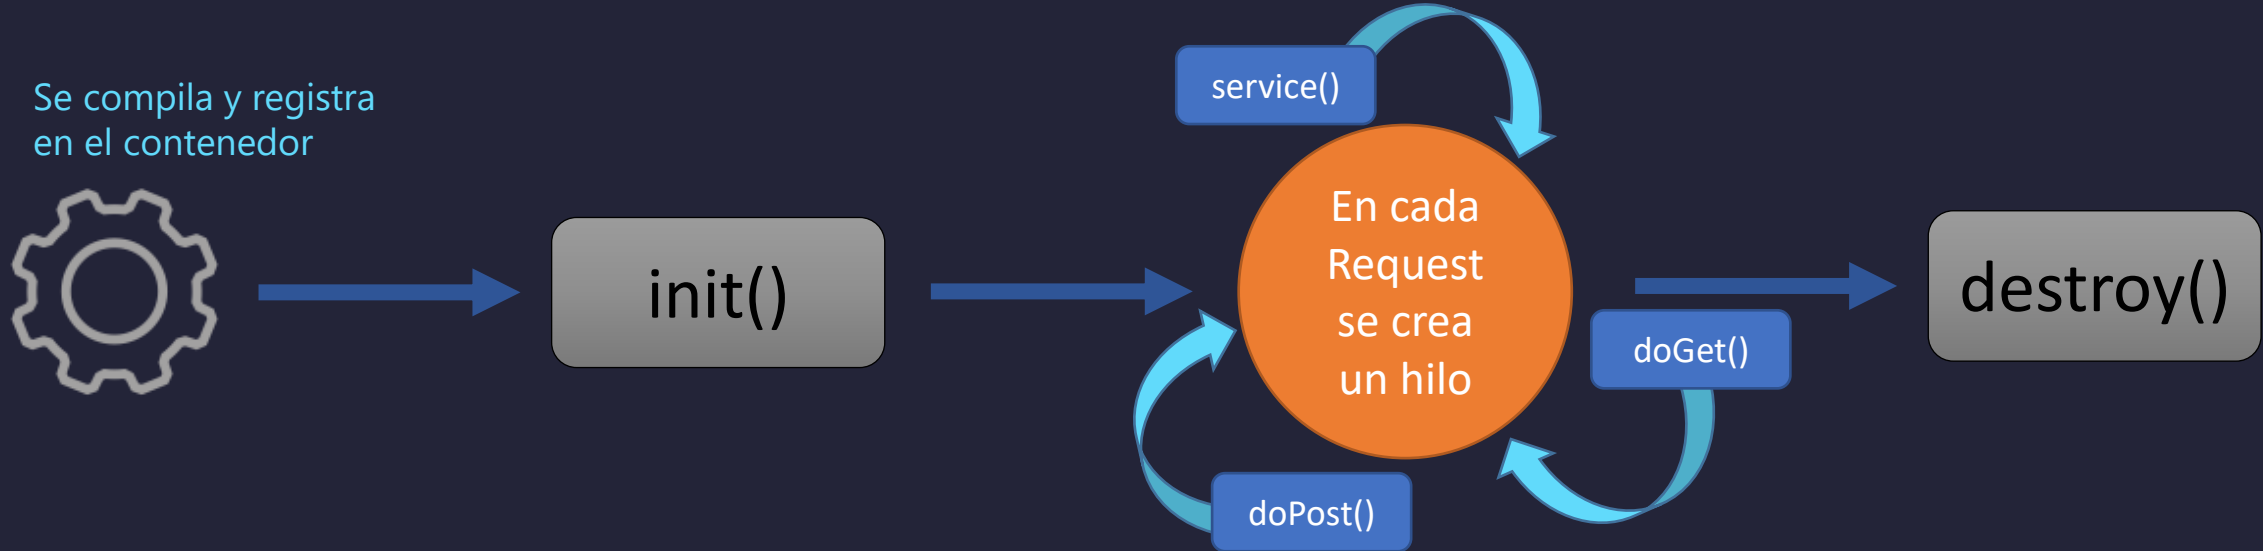 Se compila y registra
en el contenedor
init()
service()
En cada
Request
se crea
un hilo
doGet()
doPost()
destroy()